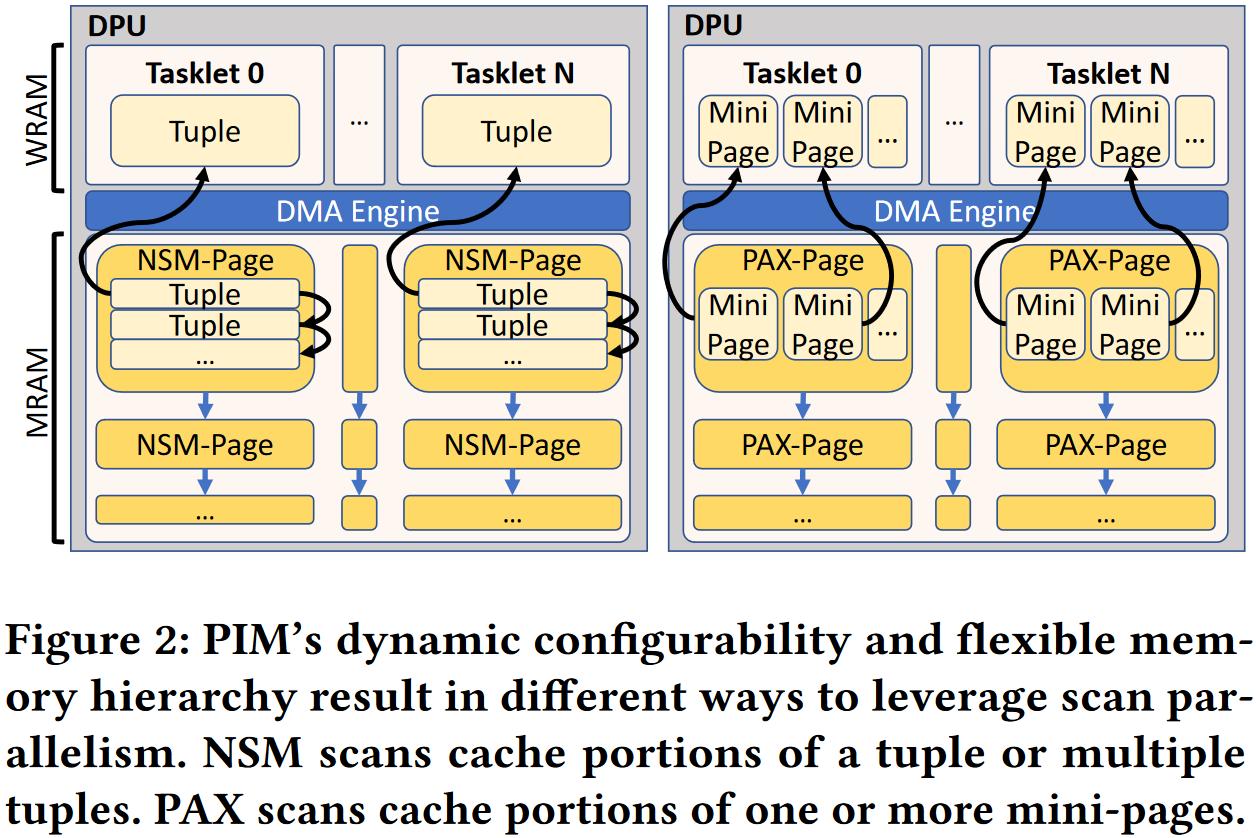 DPU
WRAM
Tasklet 0
Tuple
...
Tasklet N
Tuple
DMA Engine
MRAM
NSM-Page
Tuple
Tuple
...
NSM-Page
...
NSM-Page
Tuple
Tuple
...
NSM-Page
...
DPU
Tasklet 0
Mini
Page
Mini
Page
...
...
Tasklet N
Mini
Page
Mini
Page
...
DMA Engine
PAX-Page
Mini
Page
Mini
Page
...
PAX-Page
...
PAX-Page
Mini
Page
Mini
Page
...
PAX-Page
...
Figure 2: PIM's dynamic configurability and flexible mem-
ory hierarchy result in different ways to leverage scan par-
allelism. NSM scans cache portions of a tuple or multiple
tuples. PAX scans cache portions of one or more mini-pages.